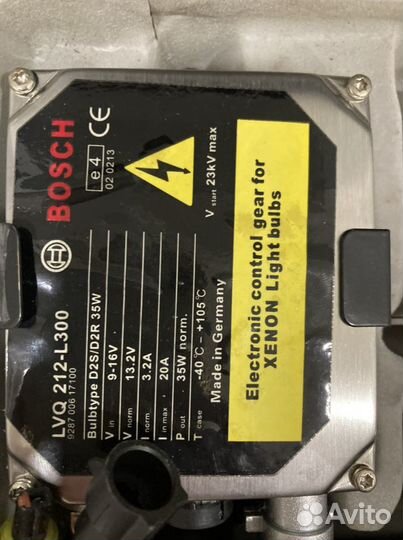 BOSCH
e4
02 0213
CE
LVQ 212-L300
9287 006 17100
Bulbtype D2S/D2R 35W
V in 9-16V
V norm 13.2V
I norm 3.2A
I in max. 20A
P out 35W norm.
T case -40℃ – +105℃
V start 23kV max
Made in Germany
Electronic control gear for
XENON Light bulbs
Avito